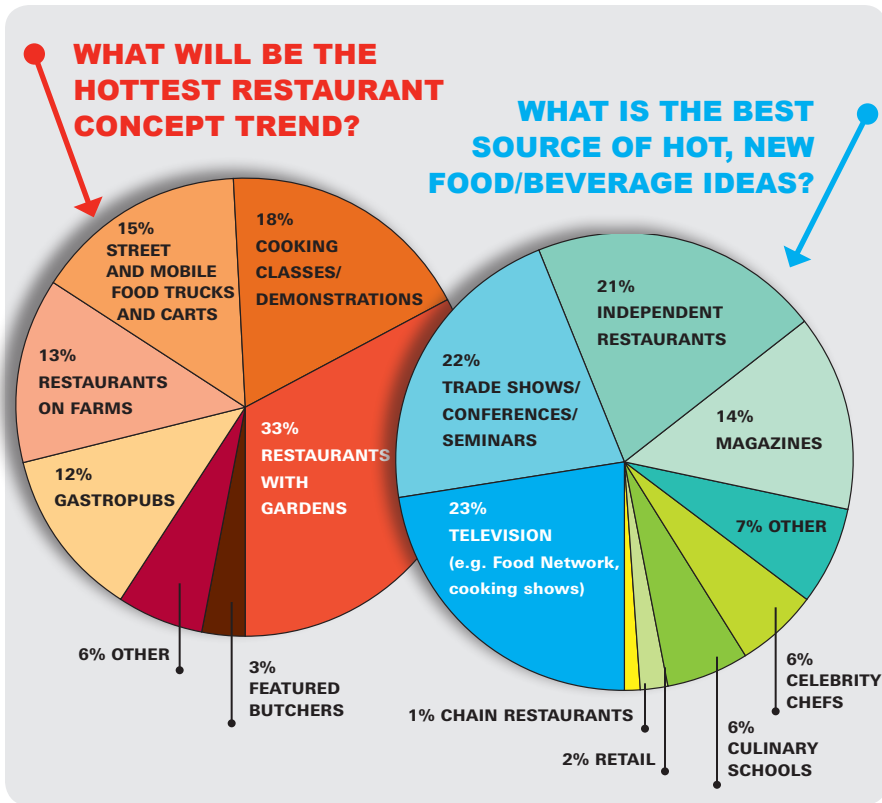 WHAT WILL BE THE
HOTTEST RESTAURANT
CONCEPT TREND?
WHAT IS THE BEST
SOURCE OF HOT, NEW
FOOD/BEVERAGE IDEAS?
15%
STREET
AND MOBILE
FOOD TRUCKS
AND CARTS
18%
COOKING
CLASSES/
DEMONSTRATIONS
13%
RESTAURANTS
ON FARMS
33%
RESTAURANTS
WITH
GARDENS
12%
GASTROPUBS
6% OTHER
3%
FEATURED
BUTCHERS
21%
INDEPENDENT
RESTAURANTS
22%
TRADE SHOWS/
CONFERENCES/
SEMINARS
14%
MAGAZINES
23%
TELEVISION
(e.g. Food Network,
cooking shows)
7% OTHER
6%
CELEBRITY
CHEFS
1% CHAIN RESTAURANTS
2% RETAIL
6%
CULINARY
SCHOOLS